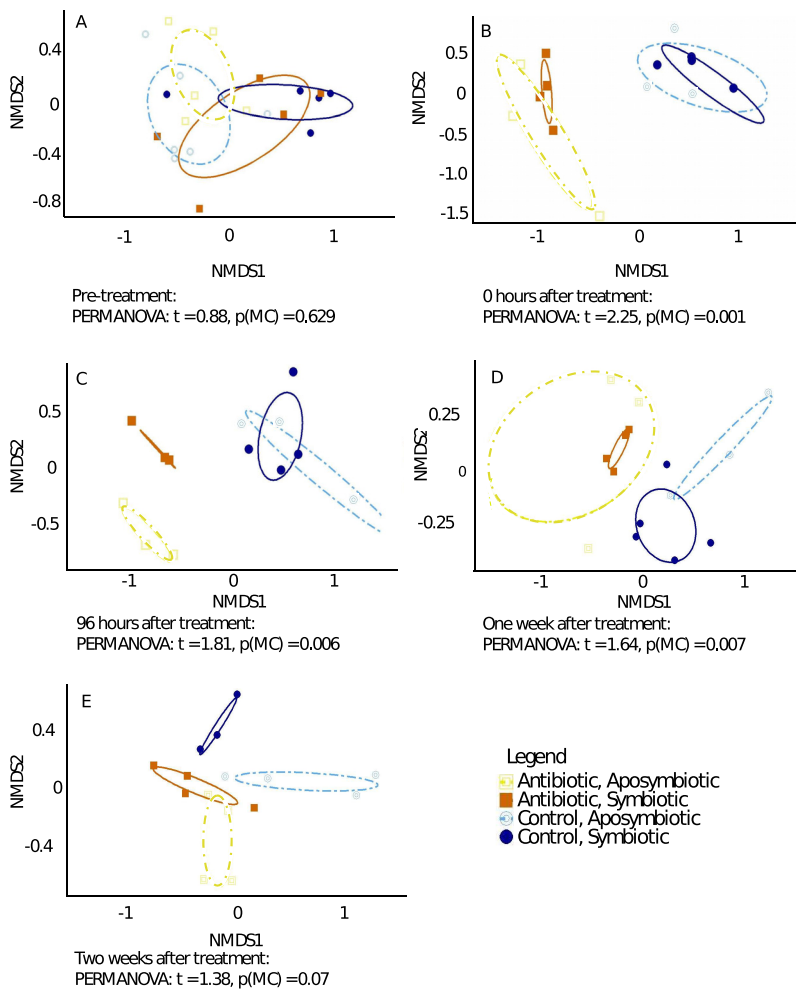 A
B
NMDS2
0.4
0
-0.4
-0.8
-1
0
1
NMDS1
Pre-treatment:
PERMANOVA: t = 0.88, p(MC) = 0.629
NMDS2
0.5
0
-0.5
-1.0
-1.5
-1
0
1
NMDS1
0 hours after treatment:
PERMANOVA: t = 2.25, p(MC) = 0.001
C
NMDS2
0.5
0
-0.5
-1
0
1
NMDS1
96 hours after treatment:
PERMANOVA: t = 1.81, p(MC) = 0.006
D
NMDS2
0.25
0
-0.25
-1
0
1
NMDS1
One week after treatment:
PERMANOVA: t = 1.64, p(MC) = 0.007
E
NMDS2
0.4
0
-0.4
-1
0
1
NMDS1
Two weeks after treatment:
PERMANOVA: t = 1.38, p(MC) = 0.07
Legend
Antibiotic, Aposymbiotic
Antibiotic, Symbiotic
Control, Aposymbiotic
Control, Symbiotic